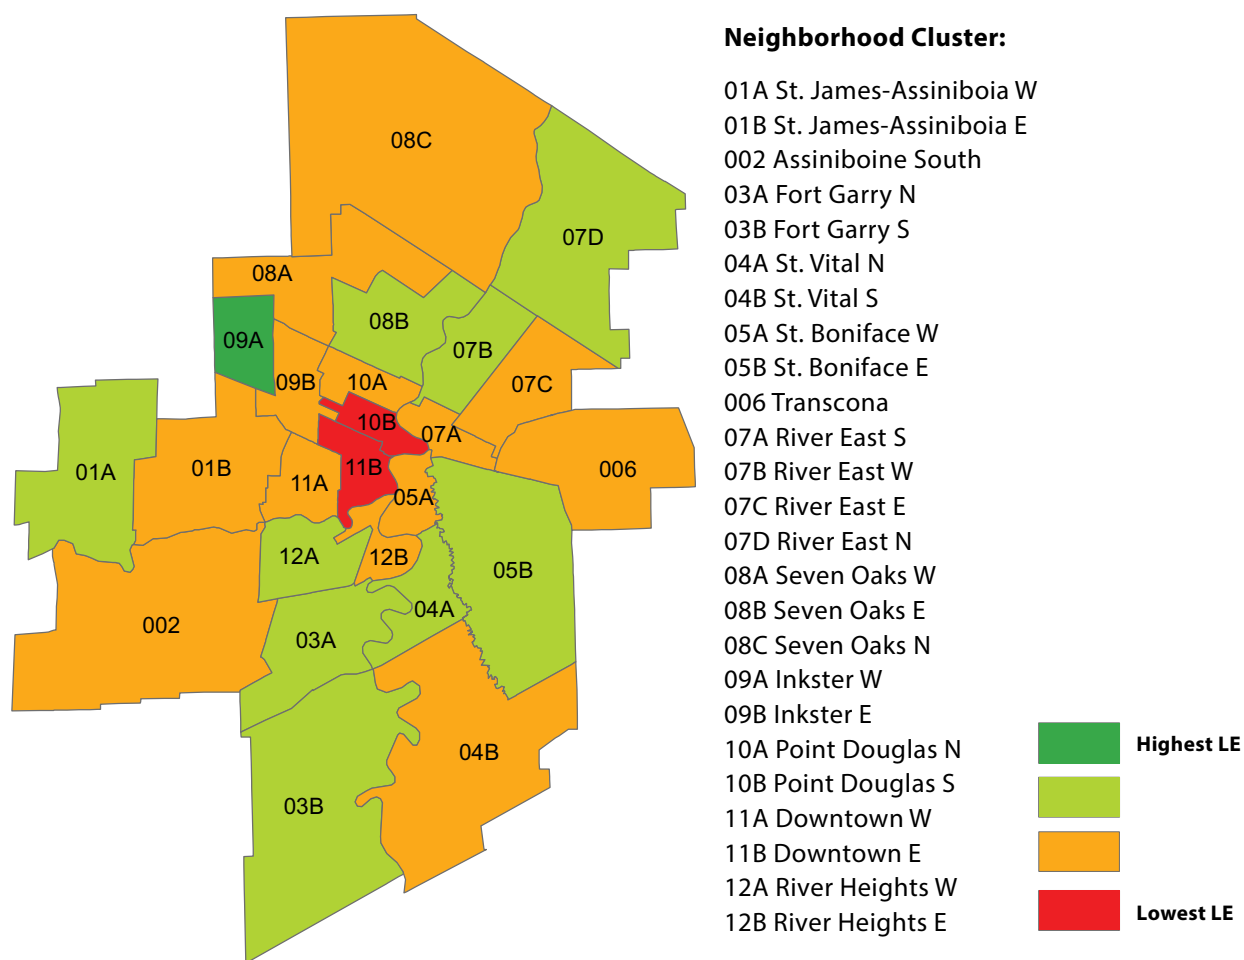 Neighborhood Cluster:
01A St. James-Assiniboia W
01B St. James-Assiniboia E
002 Assiniboine South
03A Fort Garry N
03B Fort Garry S
04A St. Vital N
04B St. Vital S
05A St. Boniface W
05B St. Boniface E
006 Transcona
07A River East S
07B River East W
07C River East E
07D River East N
08A Seven Oaks W
08B Seven Oaks E
08C Seven Oaks N
09A Inkster W
09B Inkster E
10A Point Douglas N
10B Point Douglas S
11A Downtown W
11B Downtown E
12A River Heights W
12B River Heights E
Highest LE
Lowest LE
08C
07D
08A
08B
09A
07B
09B
10A
07C
10B
07A
01A
01B
11B
006
11A
05A
12A
12B
05B
04A
002
03A
04B
03B